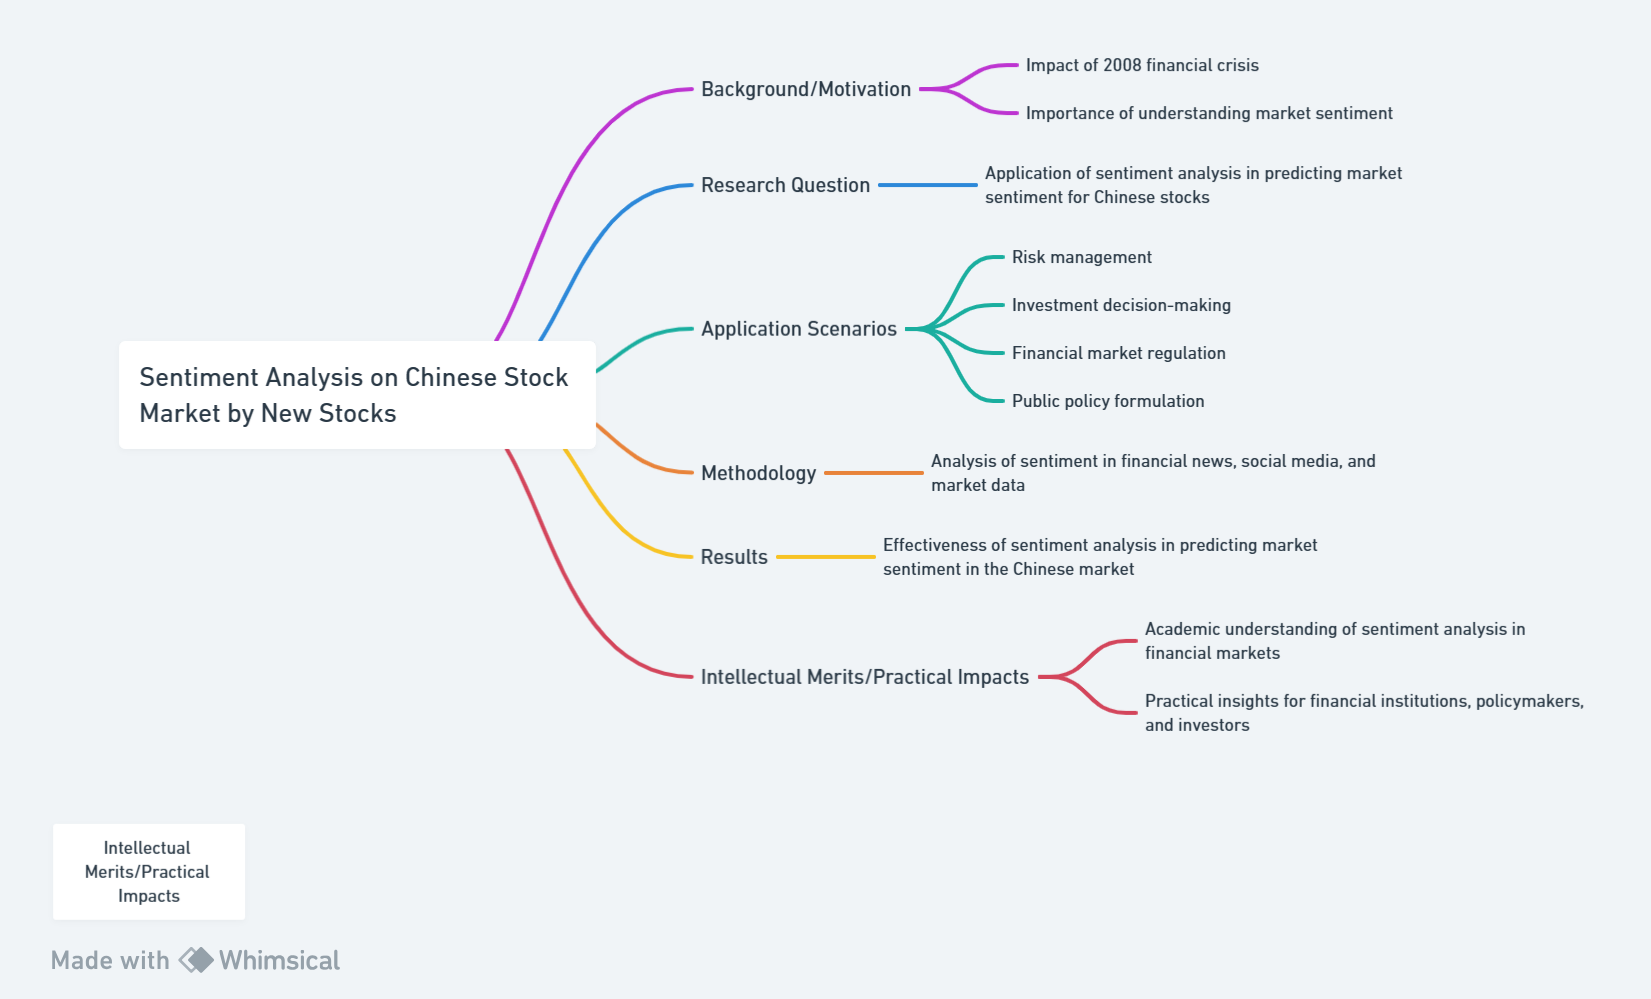 Background/Motivation
Impact of 2008 financial crisis
Importance of understanding market sentiment
Research Question
Application of sentiment analysis in predicting market
sentiment for Chinese stocks
Application Scenarios
Risk management
Investment decision-making
Financial market regulation
Public policy formulation
Sentiment Analysis on Chinese Stock
Market by New Stocks
Methodology
Analysis of sentiment in financial news, social media, and
market data
Results
Effectiveness of sentiment analysis in predicting market
sentiment in the Chinese market
Intellectual Merits/Practical Impacts
Academic understanding of sentiment analysis in
financial markets
Practical insights for financial institutions, policymakers,
and investors
Intellectual
Merits/Practical
Impacts
Made with Whimsical